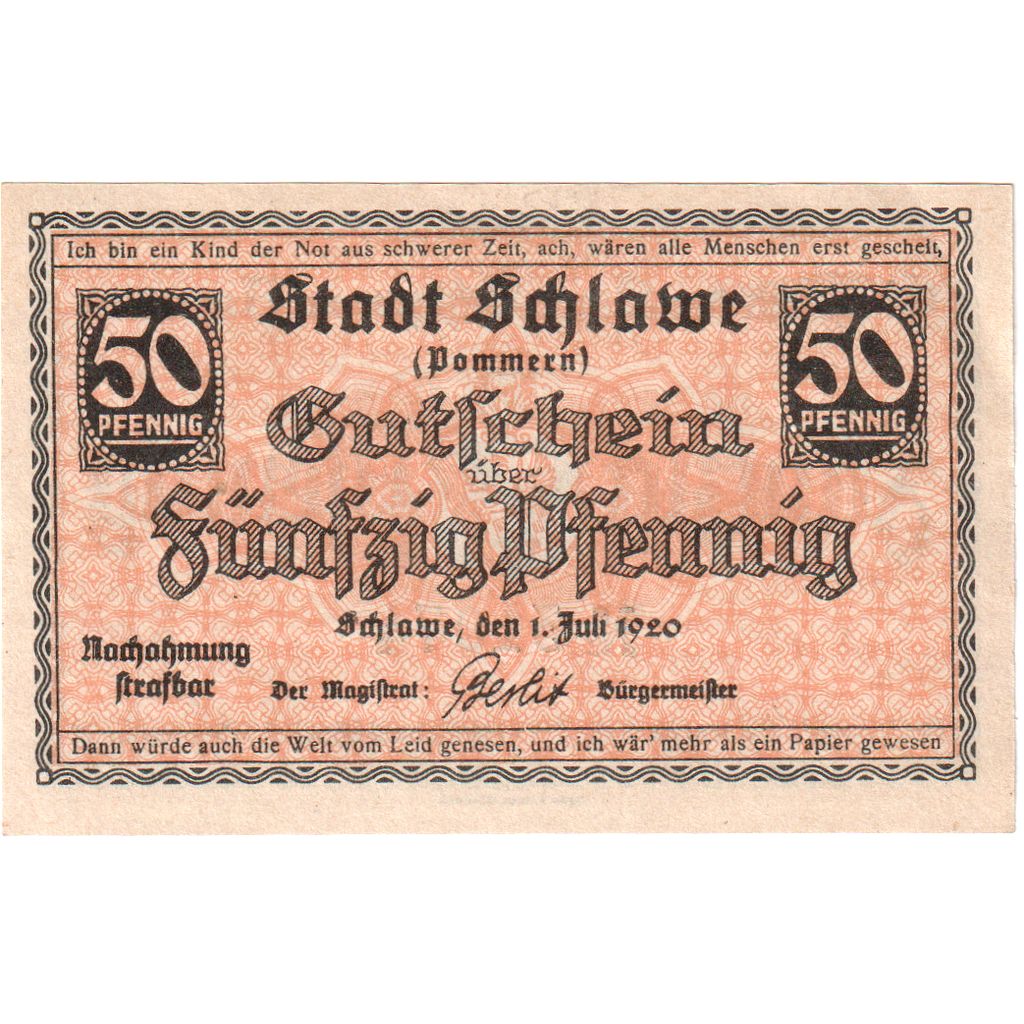 Ich bin ein Kind der Not aus schwerer Zeit, ach, wären alle Menschen erst gescheit,
50 PFENNIG
Stadt Schlawe
50 PFENNIG
(Pommern)
Gutschein
über
Fünfzig Pfennig
Schlawe, den 1. Juli 1920
Nachahmung
strafbar
Der Magistrat: Berlit Bürgermeister
Dann würde auch die Welt vom Leid genesen, und ich wär' mehr als ein Papier gewesen